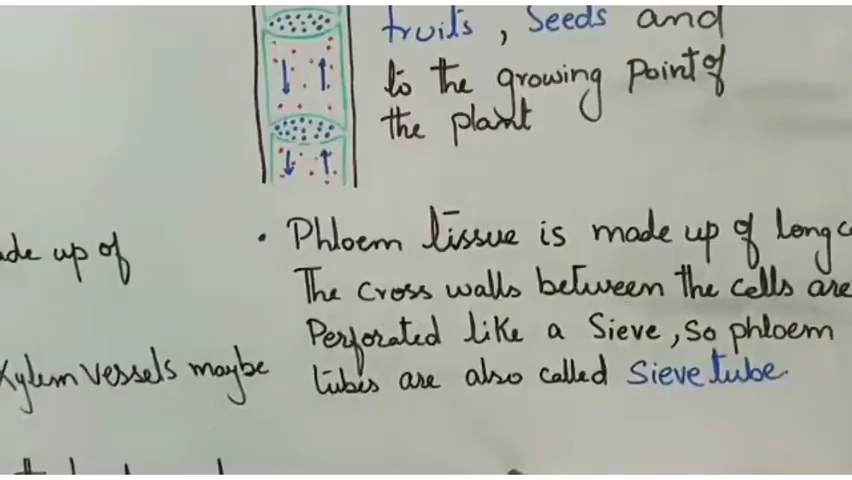 fruits, Seeds and
to the growing Point of
the plant
• Phloem tissue is made up of long
The cross walls between the cells are
Perforated like a Sieve, so phloem
tubes are also called Sieve tube.
up of
Xylem Vessels maybe